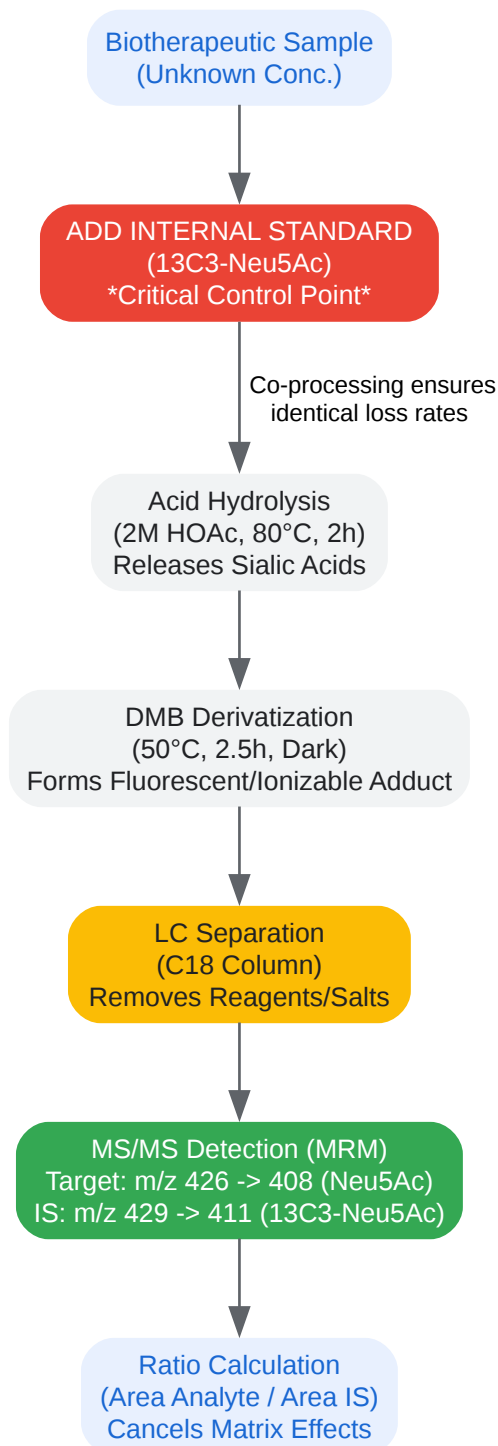 Biotherapeutic Sample
(Unknown Conc.)
ADD INTERNAL STANDARD
(13C3-Neu5Ac)
*Critical Control Point*
Co-processing ensures
identical loss rates
Acid Hydrolysis
(2M HOAc, 80°C, 2h)
Releases Sialic Acids
DMB Derivatization
(50°C, 2.5h, Dark)
Forms Fluorescent/Ionizable Adduct
LC Separation
(C18 Column)
Removes Reagents/Salts
MS/MS Detection (MRM)
Target: m/z 426 -> 408 (Neu5Ac)
IS: m/z 429 -> 411 (13C3-Neu5Ac)
Ratio Calculation
(Area Analyte / Area IS)
Cancels Matrix Effects